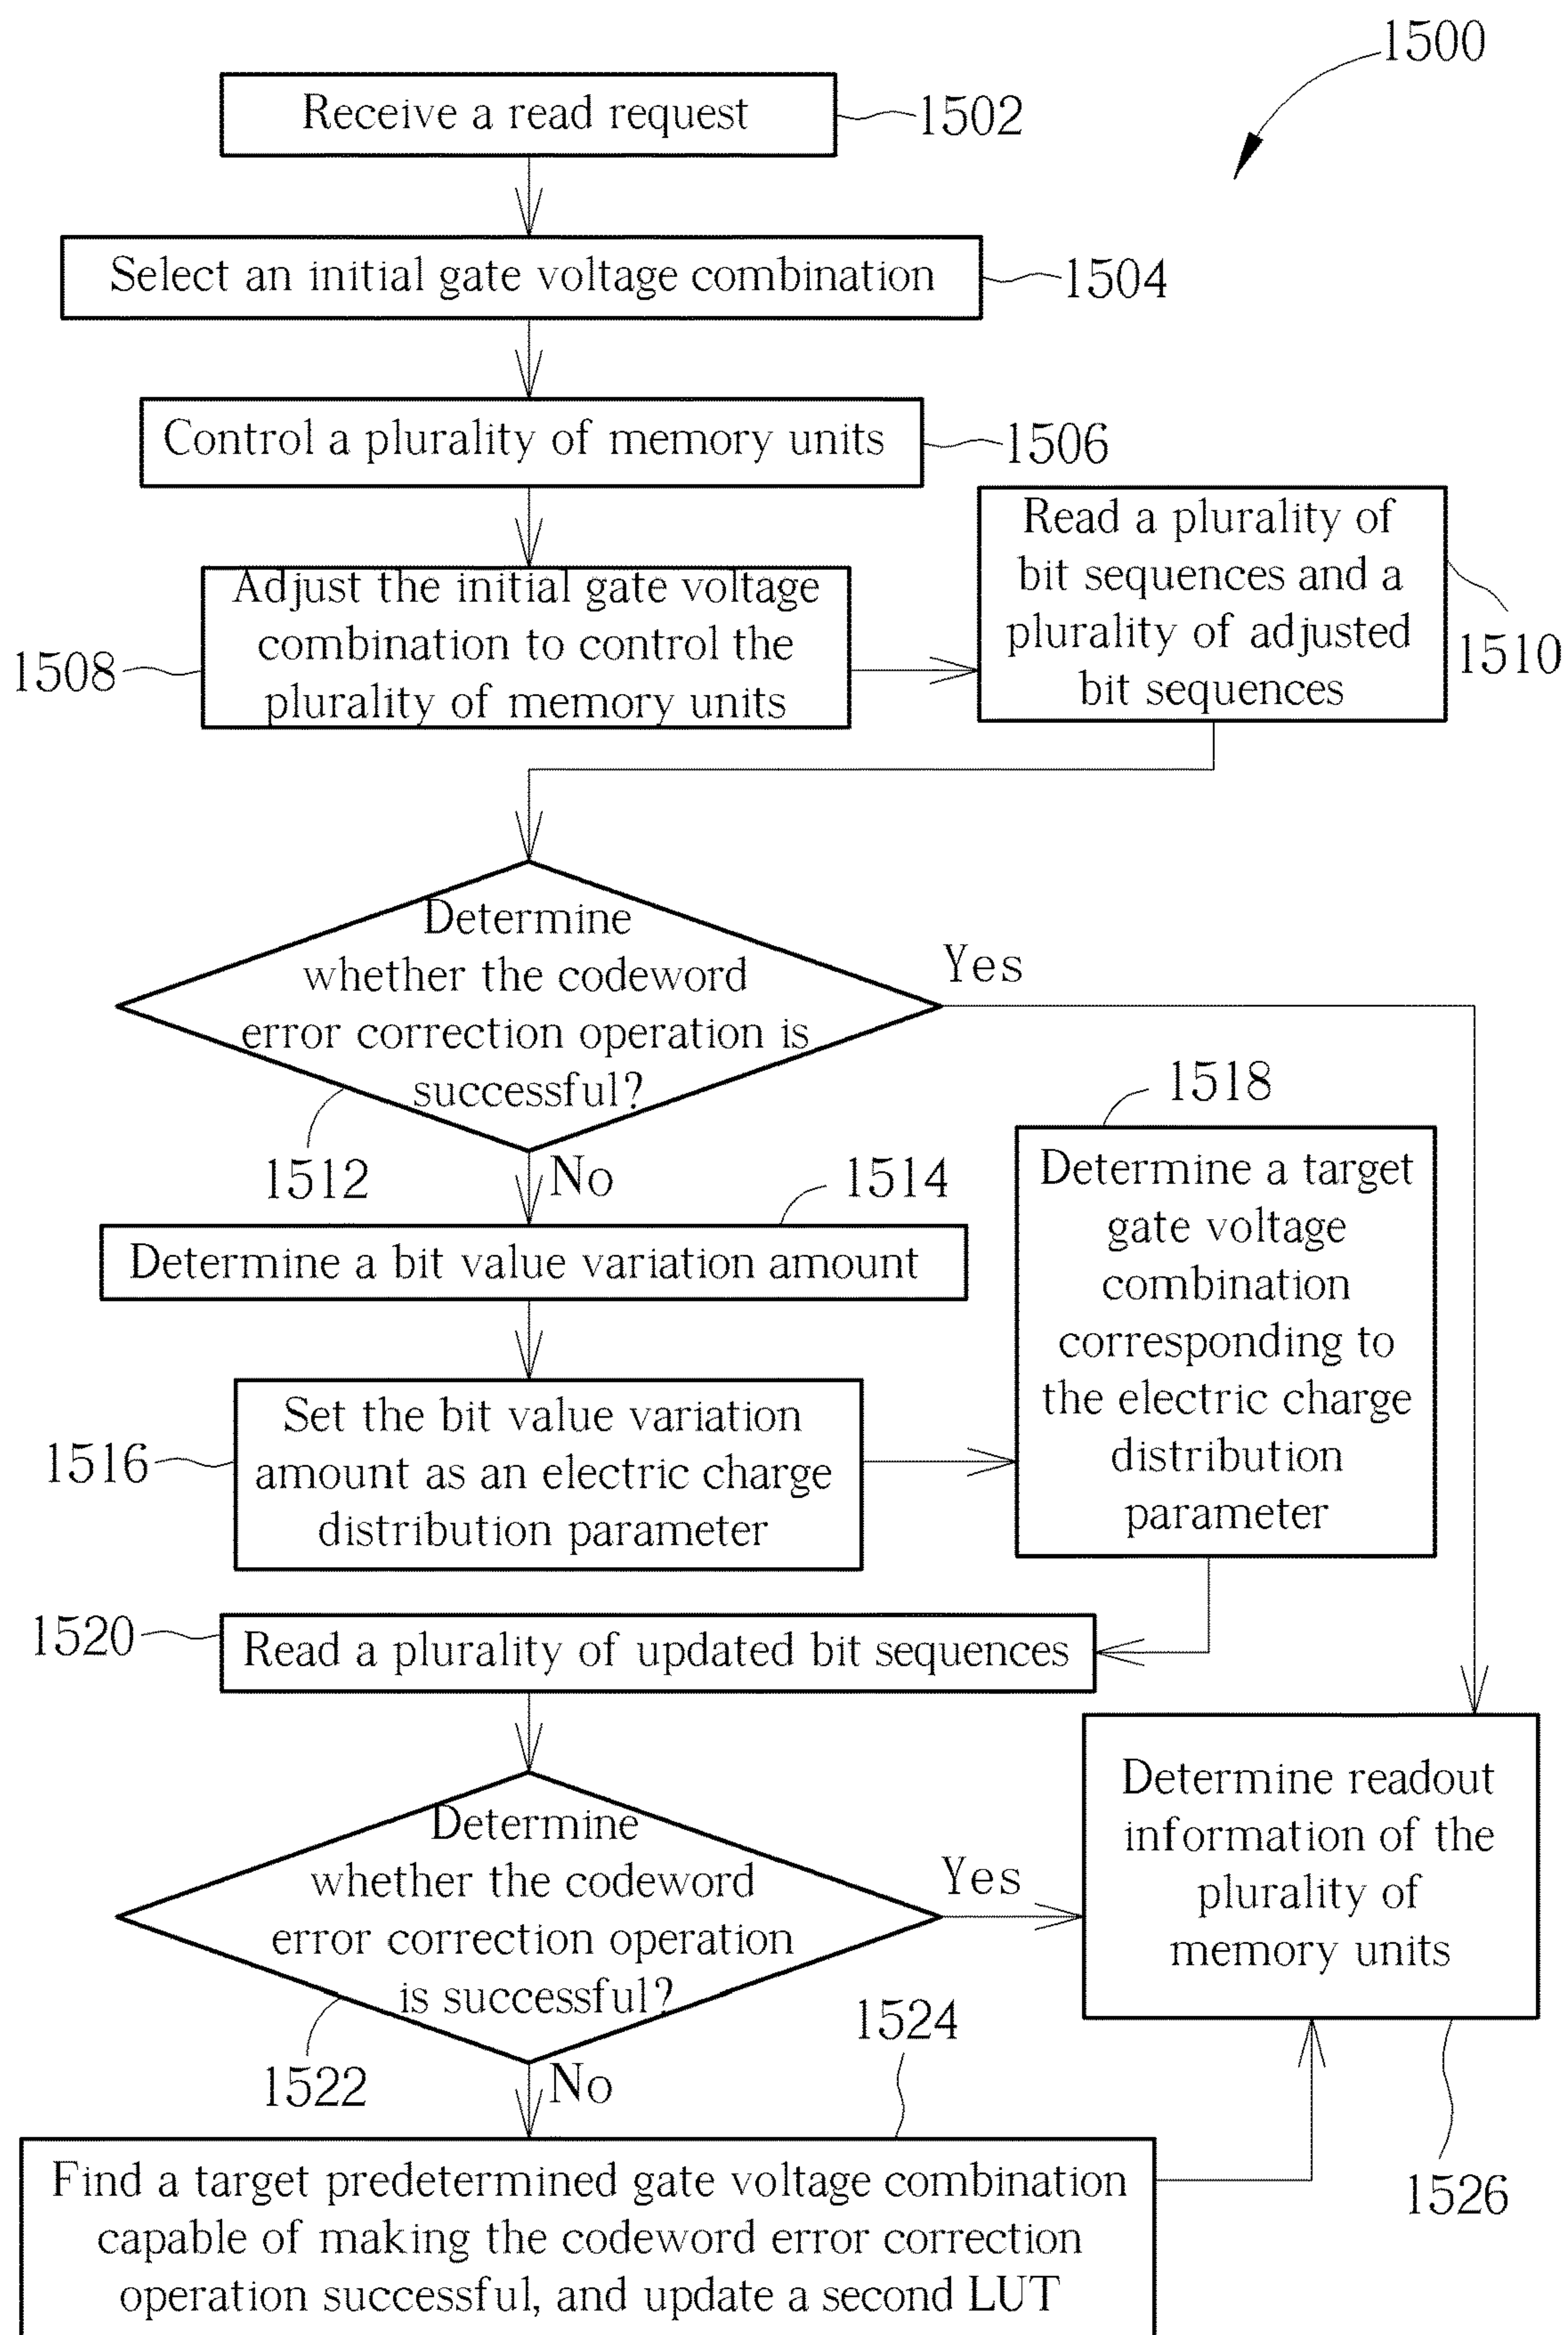 1500
Receive a read request
1502
Select an initial gate voltage combination
1504
Control a plurality of memory units
1506
Adjust the initial gate voltage
combination to control the
plurality of memory units
1508
Read a plurality of
bit sequences and a
plurality of adjusted
bit sequences
1510
Determine
whether the codeword
error correction operation is
successful?
Yes
1512
No
1514
Determine a bit value variation amount
Set the bit value variation
amount as an electric charge
distribution parameter
1516
1518
Determine a target
gate voltage
combination
corresponding to
the electric charge
distribution
parameter
1520
Read a plurality of updated bit sequences
Determine
whether the codeword
error correction operation
is successful?
Yes
1522
No
Determine readout
information of the
plurality of
memory units
1526
1524
Find a target predetermined gate voltage combination
capable of making the codeword error correction
operation successful, and update a second LUT